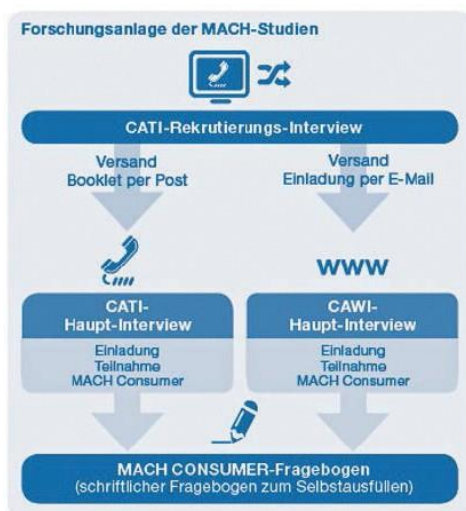 Forschungsanlage der MACH-Studien
CATI-Rekrutierungs-Interview
Versand
Booklet per Post
Versand
Einladung per E-Mail
www
CATI-
Haupt-Interview
Einladung
Teilnahme
MACH Consumer
CAWI-
Haupt-Interview
Einladung
Teilnahme
MACH Consumer
MACH CONSUMER-Fragebogen
(schriftlicher Fragebogen zum Selbstausfüllen)